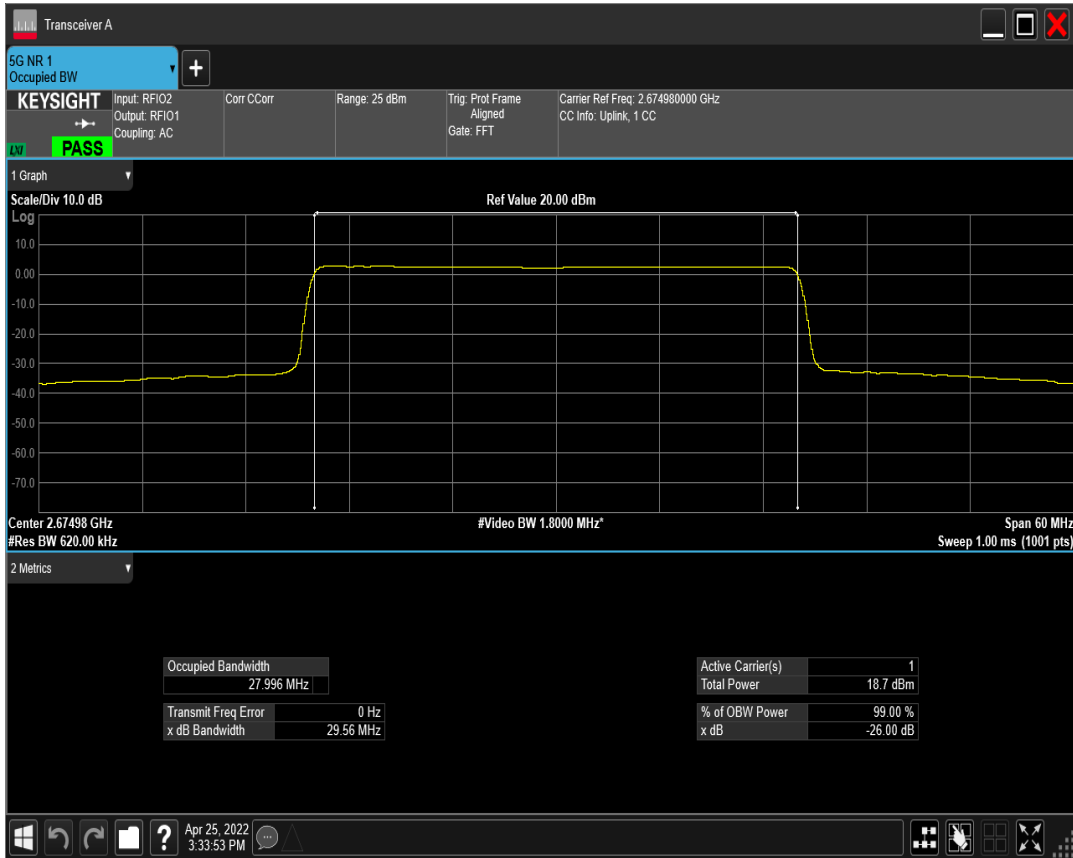 Transceiver A
5G NR 1
Occupied BW
KEYSIGHT
LXI
PASS
Input: RFIO2
Output: RFIO1
Coupling: AC
Corr CCorr
Range: 25 dBm
Trig: Prot Frame
Aligned
Gate: FFT
Carrier Ref Freq: 2.674980000 GHz
CC Info: Uplink, 1 CC
1 Graph
Scale/Div 10.0 dB
Ref Value 20.00 dBm
Log
10.0
0.00
-10.0
-20.0
-30.0
-40.0
-50.0
-60.0
-70.0
Center 2.67498 GHz
#Video BW 1.8000 MHz*
Span 60 MHz
#Res BW 620.00 kHz
Sweep 1.00 ms (1001 pts)
2 Metrics
Occupied Bandwidth
27.996 MHz
Transmit Freq Error 0 Hz
x dB Bandwidth 29.56 MHz
Active Carrier(s) 1
Total Power 18.7 dBm
% of OBW Power 99.00 %
x dB -26.00 dB
?
Apr 25, 2022
3:33:53 PM